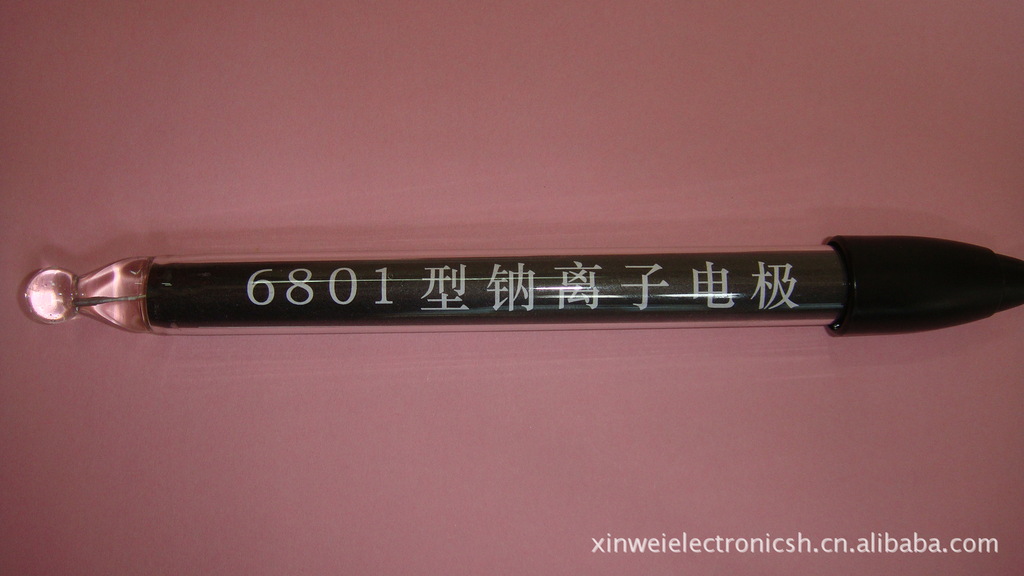 6801型钠离子电极
xinweielectronicsh.cn.alibaba.com